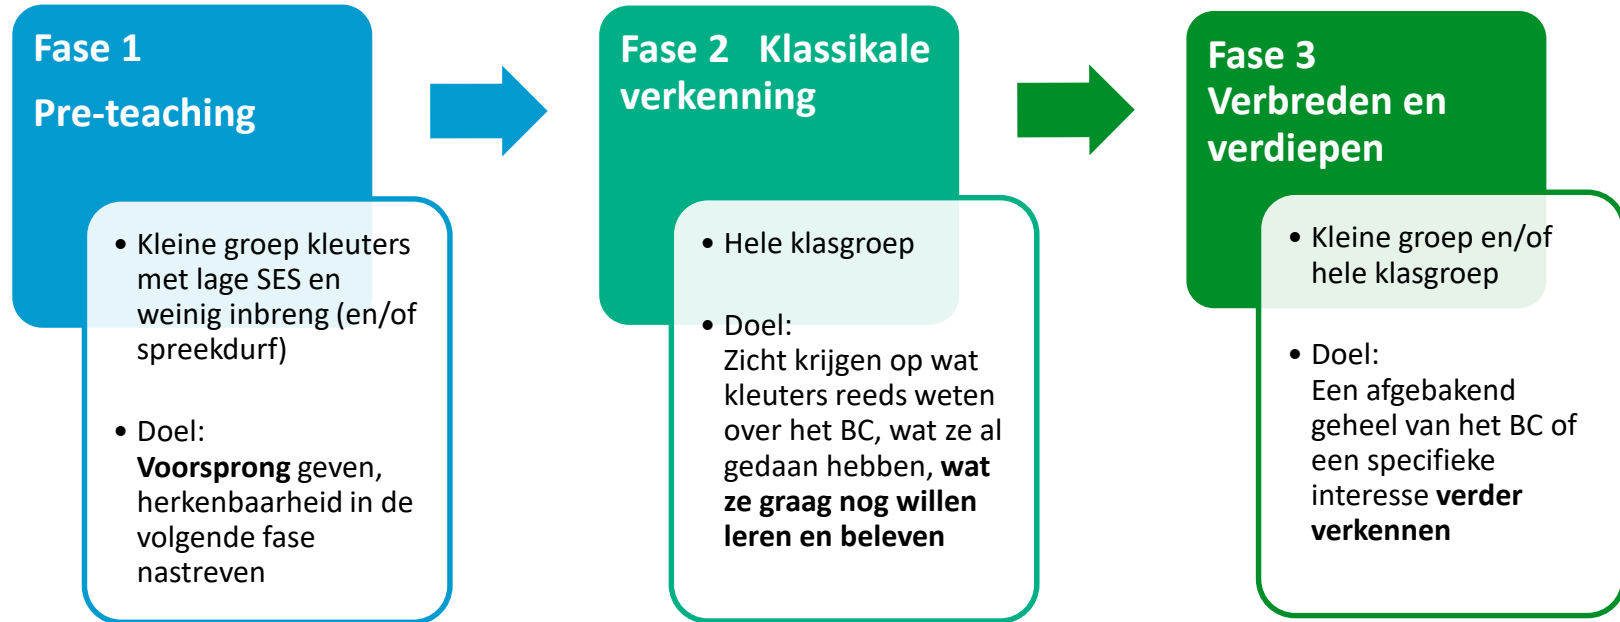 Fase 1
Pre-teaching
• Kleine groep kleuters
met lage SES en
weinig inbreng (en/of
spreekdurf)
• Doel:
Voorsprong geven,
herkenbaarheid in de
volgende fase
nastreven
Fase 2 Klassikale
verkenning
• Hele klasgroep
• Doel:
Zicht krijgen op wat
kleuters reeds weten
over het BC, wat ze al
gedaan hebben, wat
ze graag nog willen
leren en beleven
Fase 3
Verbreden en
verdiepen
• Kleine groep en/of
hele klasgroep
• Doel:
Een afgebakend
geheel van het BC of
een specifieke
interesse verder
verkennen